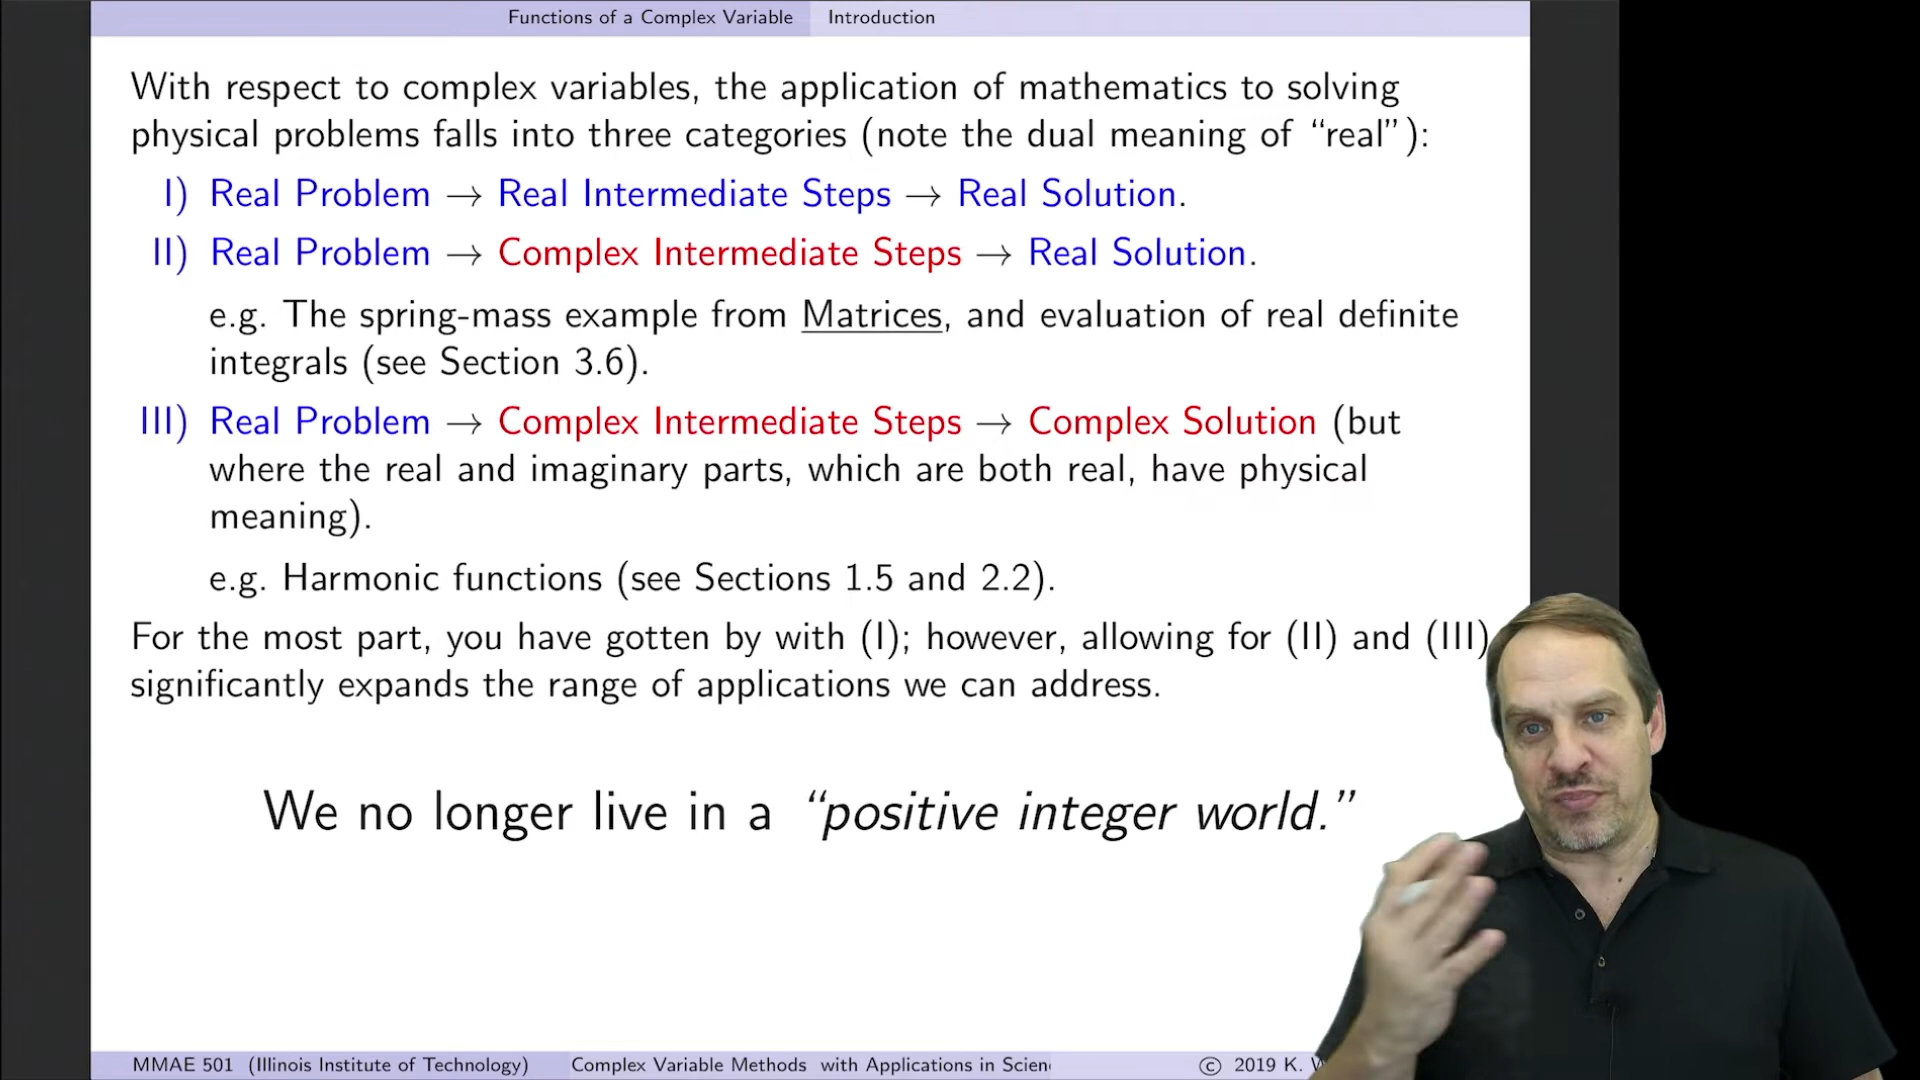 Functions of a Complex Variable Introduction
With respect to complex variables, the application of mathematics to solving
physical problems falls into three categories (note the dual meaning of “real”):
I) Real Problem → Real Intermediate Steps → Real Solution.
II) Real Problem → Complex Intermediate Steps → Real Solution.
e.g. The spring-mass example from Matrices, and evaluation of real definite
integrals (see Section 3.6).
III) Real Problem → Complex Intermediate Steps → Complex Solution (but
where the real and imaginary parts, which are both real, have physical
meaning).
e.g. Harmonic functions (see Sections 1.5 and 2.2).
For the most part, you have gotten by with (I); however, allowing for (II) and (III)
significantly expands the range of applications we can address.
We no longer live in a “positive integer world.”
MMAE 501 (Illinois Institute of Technology) Complex Variable Methods with Applications in Scien © 2019 K.